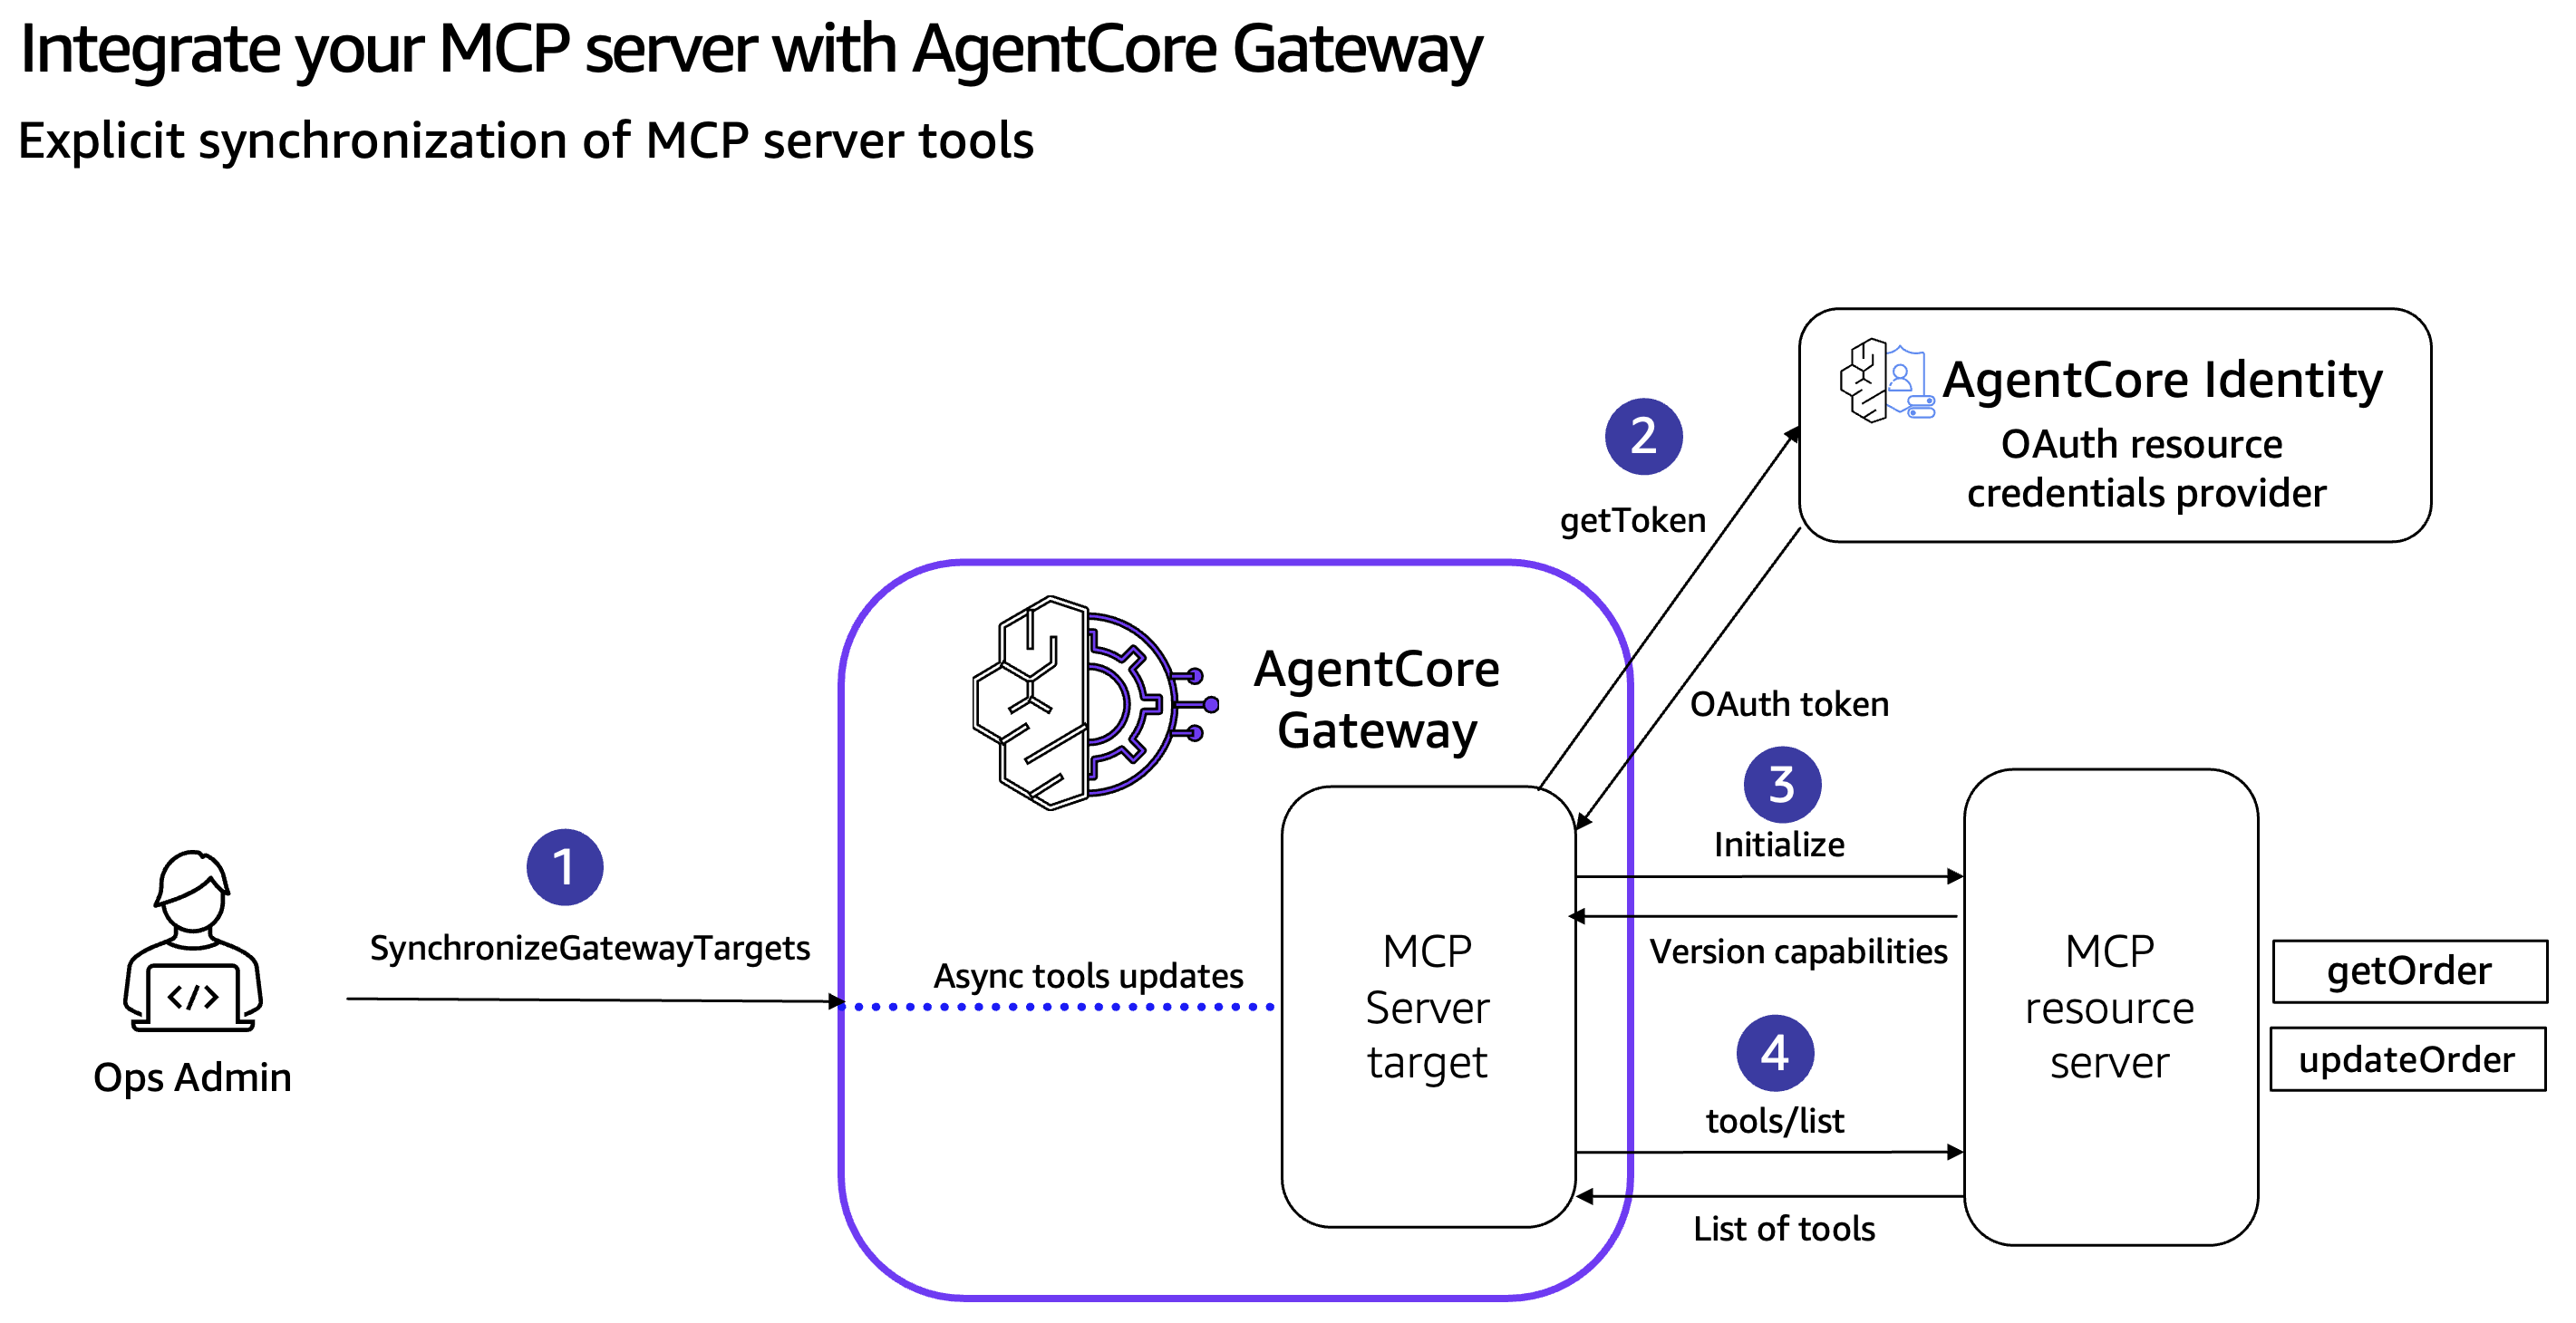 Integrate your MCP server with AgentCore Gateway
Explicit synchronization of MCP server tools
AgentCore Identity
OAuth resource
credentials provider
2
getToken
OAuth token
AgentCore
Gateway
3
Initialize
Version capabilities
1
SynchronizeGatewayTargets
Async tools updates
</>
Ops Admin
MCP
Server
target
4
tools/list
List of tools
MCP
resource
server
getOrder
updateOrder